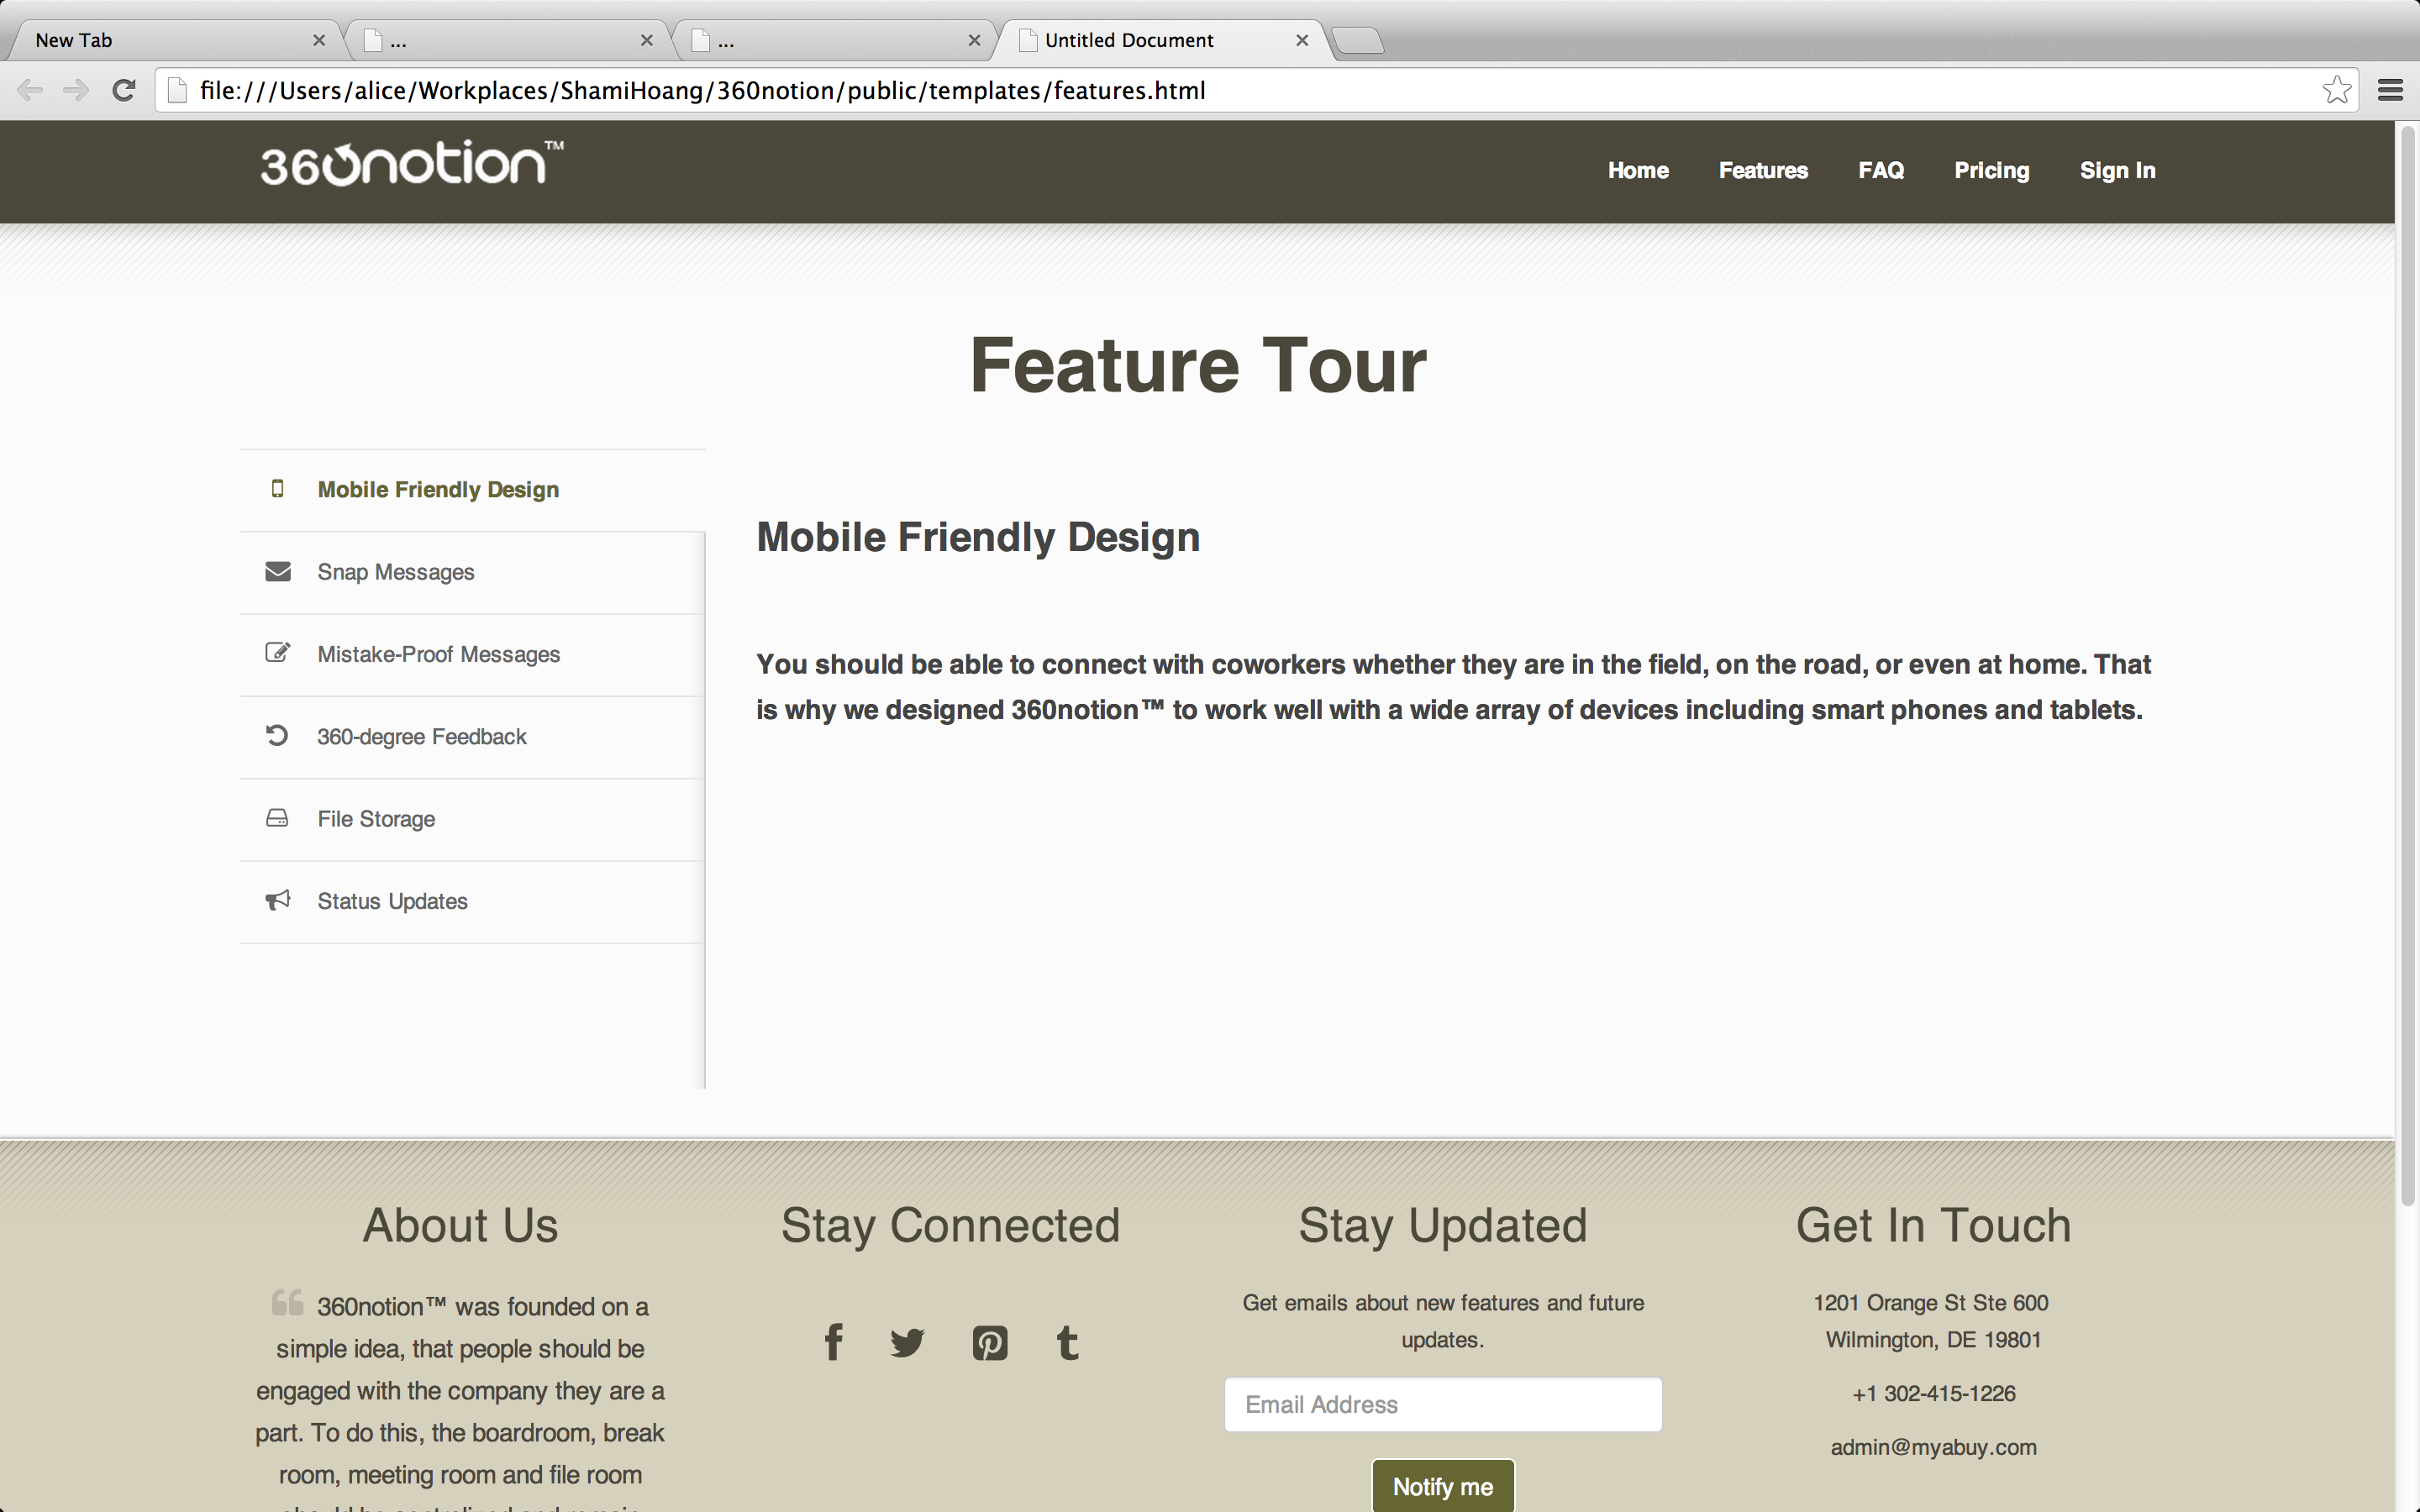 New Tab
...
...
Untitled Document
file:///Users/alice/Workplaces/ShamiHoang/360notion/public/templates/features.html
360notion™
Home
Features
FAQ
Pricing
Sign In
Feature Tour
Mobile Friendly Design
Snap Messages
Mistake-Proof Messages
360-degree Feedback
File Storage
Status Updates
Mobile Friendly Design
You should be able to connect with coworkers whether they are in the field, on the road, or even at home. That
is why we designed 360notion™ to work well with a wide array of devices including smart phones and tablets.
About Us
360notion™ was founded on a
simple idea, that people should be
engaged with the company they are a
part. To do this, the boardroom, break
room, meeting room and file room
Stay Connected
Stay Updated
Get emails about new features and future
updates.
Email Address
Notify me
Get In Touch
1201 Orange St Ste 600
Wilmington, DE 19801
+1 302-415-1226
admin@myabuy.com